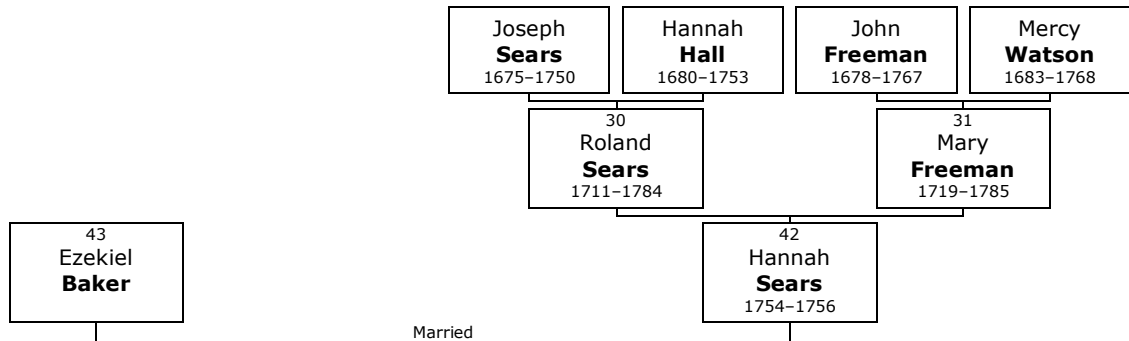 Joseph
Sears
1675–1750
Hannah
Hall
1680–1753
John
Freeman
1678–1767
Mercy
Watson
1683–1768
30
Roland
Sears
1711–1784
31
Mary
Freeman
1719–1785
43
Ezekiel
Baker
42
Hannah
Sears
1754–1756
Married